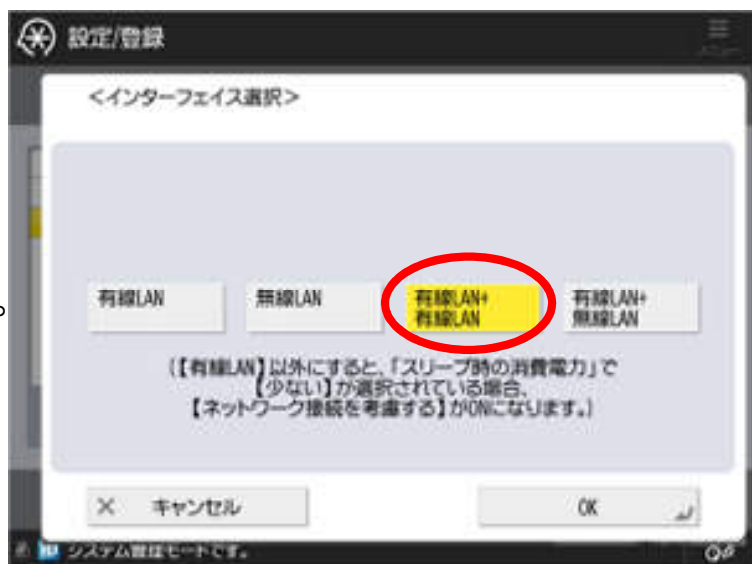 設定/登録
<インターフェイス選択>
有線LAN
無線LAN
有線LAN+
有線LAN
有線LAN+
無線LAN
(【有線LAN】以外にすると、「スリープ時の消費電力」で
【少ない】が選択されている場合、
【ネットワーク接続を考慮する】がONになります。)
× キャンセル
OK
。
システム管理モードです。